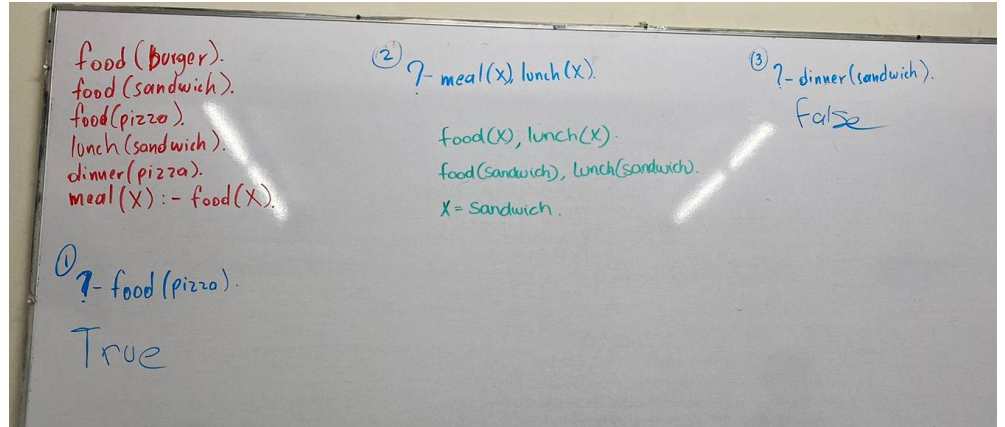 food(Burger).
food(sandwich).
food(pizza).
lunch(sandwich).
dinner(pizza).
meal(X) :- food(X).
①
?- food(pizza).
True
②
?- meal(X), lunch(X).
food(X), lunch(X).
food(sandwich), lunch(sandwich).
X = Sandwich.
③
?- dinner(sandwich).
False